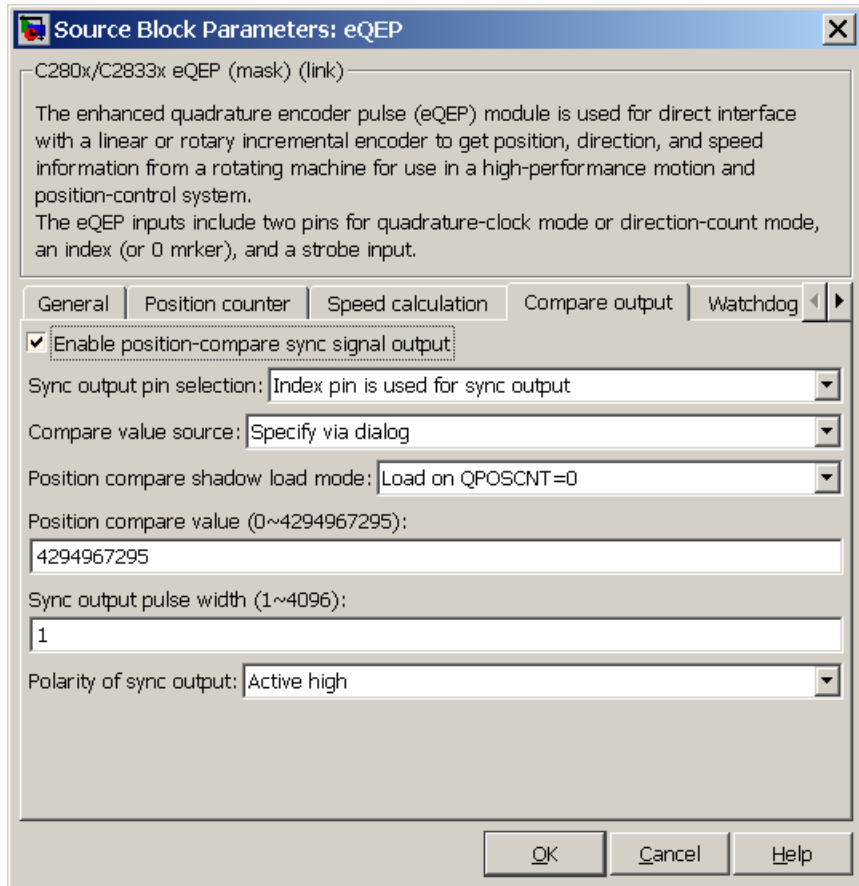 Source Block Parameters: eQEP
C280x/C2833x eQEP (mask) (link)
The enhanced quadrature encoder pulse (eQEP) module is used for direct interface
with a linear or rotary incremental encoder to get position, direction, and speed
information from a rotating machine for use in a high-performance motion and
position-control system.
The eQEP inputs include two pins for quadrature-clock mode or direction-count mode,
an index (or 0 mrker), and a strobe input.
General Position counter Speed calculation Compare output Watchdog
Enable position-compare sync signal output
Sync output pin selection: Index pin is used for sync output
Compare value source: Specify via dialog
Position compare shadow load mode: Load on QPOSCNT=0
Position compare value (0~4294967295):
4294967295
Sync output pulse width (1~4096):
1
Polarity of sync output: Active high
OK Cancel Help